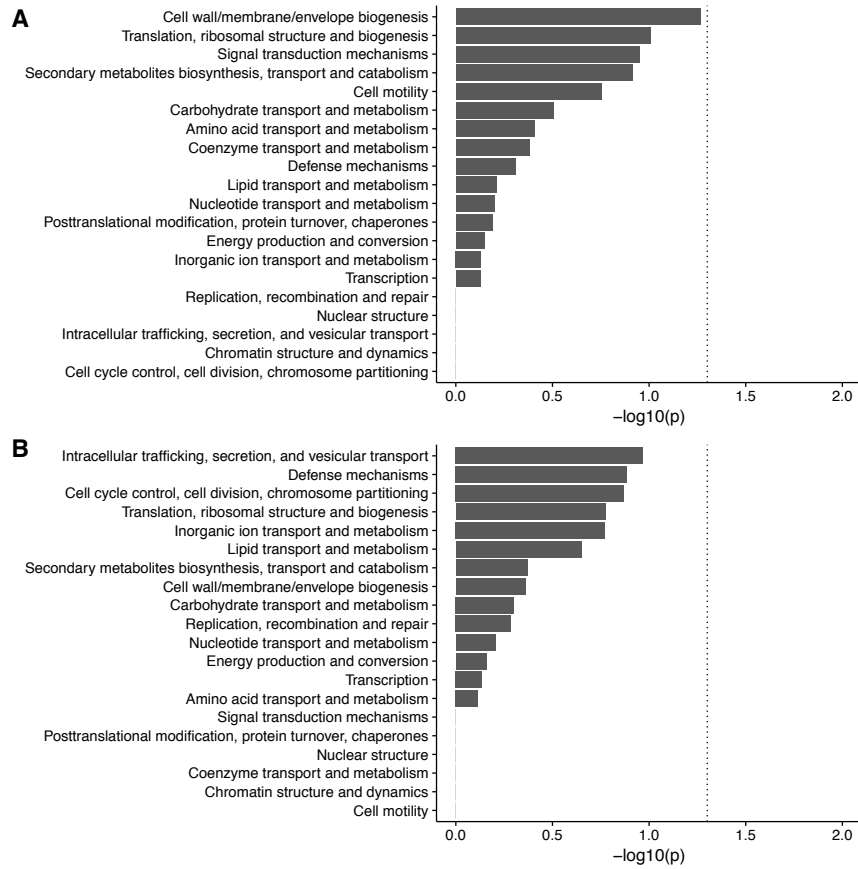 A
Cell wall/membrane/envelope biogenesis
Translation, ribosomal structure and biogenesis
Signal transduction mechanisms
Secondary metabolites biosynthesis, transport and catabolism
Cell motility
Carbohydrate transport and metabolism
Amino acid transport and metabolism
Coenzyme transport and metabolism
Defense mechanisms
Lipid transport and metabolism
Nucleotide transport and metabolism
Posttranslational modification, protein turnover, chaperones
Energy production and conversion
Inorganic ion transport and metabolism
Transcription
Replication, recombination and repair
Nuclear structure
Intracellular trafficking, secretion, and vesicular transport
Chromatin structure and dynamics
Cell cycle control, cell division, chromosome partitioning
0.0 0.5 1.0 1.5 2.0
−log10(p)
B
Intracellular trafficking, secretion, and vesicular transport
Defense mechanisms
Cell cycle control, cell division, chromosome partitioning
Translation, ribosomal structure and biogenesis
Inorganic ion transport and metabolism
Lipid transport and metabolism
Secondary metabolites biosynthesis, transport and catabolism
Cell wall/membrane/envelope biogenesis
Carbohydrate transport and metabolism
Replication, recombination and repair
Nucleotide transport and metabolism
Energy production and conversion
Transcription
Amino acid transport and metabolism
Signal transduction mechanisms
Posttranslational modification, protein turnover, chaperones
Nuclear structure
Coenzyme transport and metabolism
Chromatin structure and dynamics
Cell motility
0.0 0.5 1.0 1.5 2.0
−log10(p)